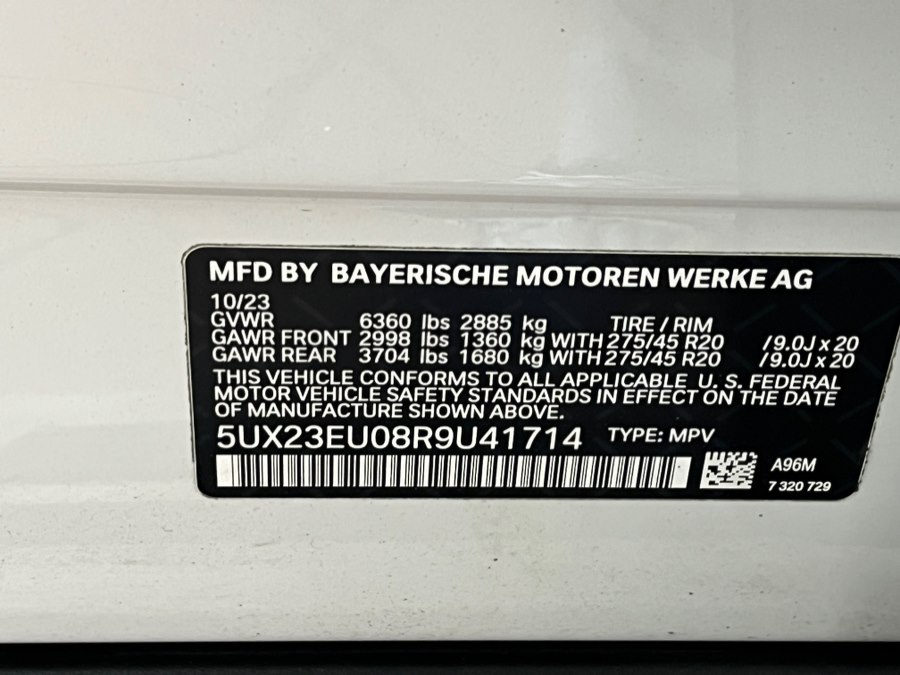 MFD BY BAYERISCHE MOTOREN WERKE AG
10/23
GVWR 6360 lbs 2885 kg TIRE / RIM
GAWR FRONT 2998 lbs 1360 kg WITH 275/45 R20 /9.0J x 20
GAWR REAR 3704 lbs 1680 kg WITH 275/45 R20 /9.0J x 20
THIS VEHICLE CONFORMS TO ALL APPLICABLE U. S. FEDERAL
MOTOR VEHICLE SAFETY STANDARDS IN EFFECT ON THE DATE
OF MANUFACTURE SHOWN ABOVE.
5UX23EU08R9U41714 TYPE: MPV
A96M
7 320 729